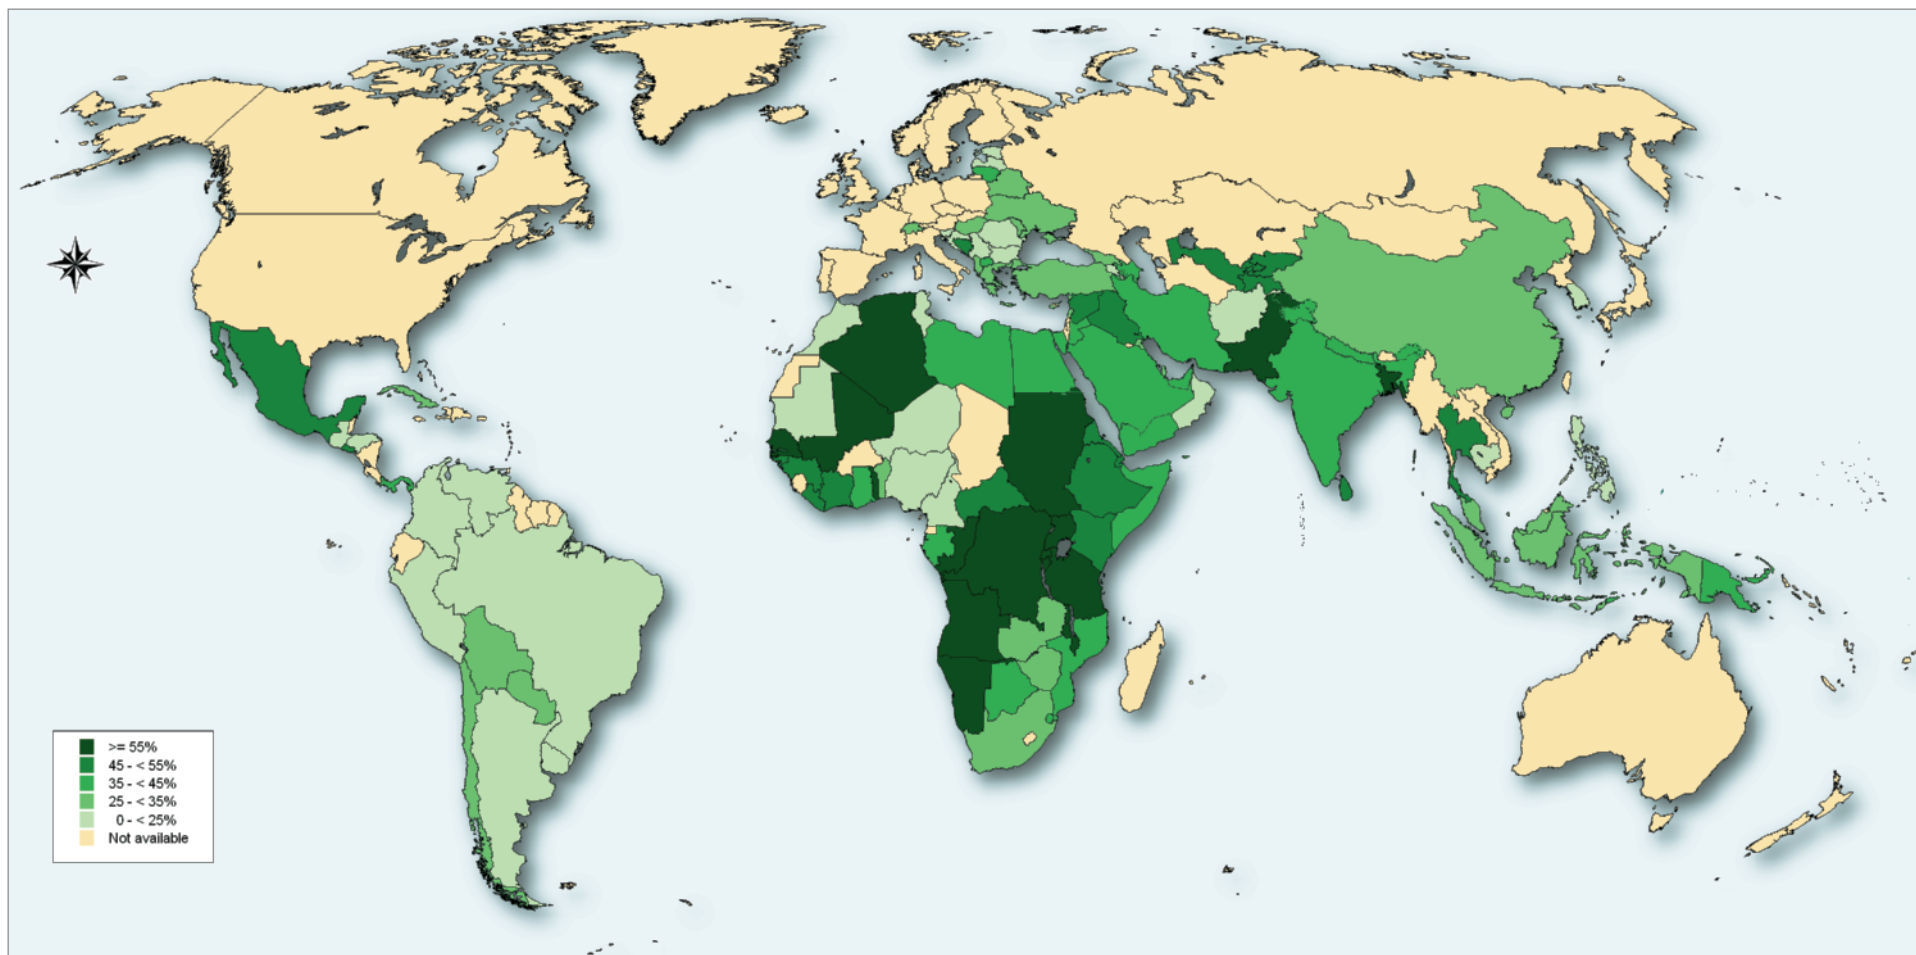 >= 55%
45 - < 55%
35 - < 45%
25 - < 35%
0 - < 25%
Not available